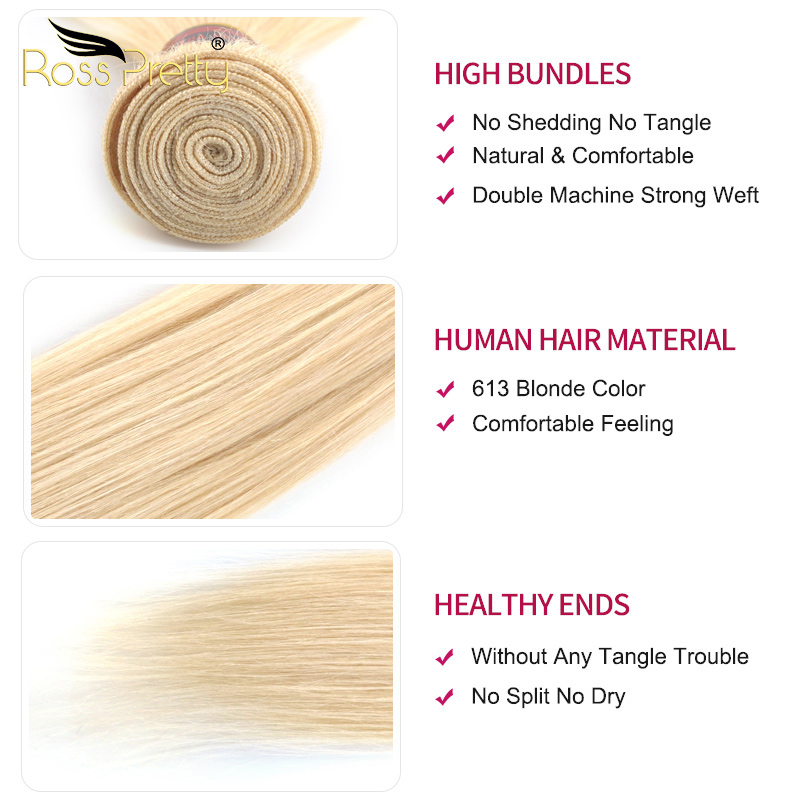 Ross Pretty®
HIGH BUNDLES
No Shedding No Tangle
Natural & Comfortable
Double Machine Strong Weft
HUMAN HAIR MATERIAL
613 Blonde Color
Comfortable Feeling
HEALTHY ENDS
Without Any Tangle Trouble
No Split No Dry